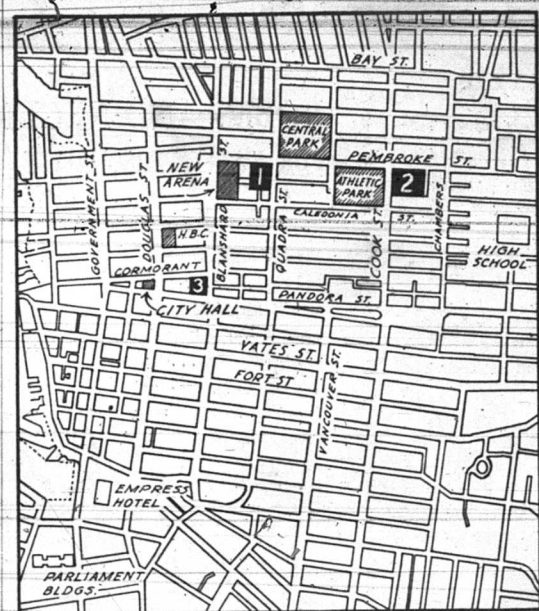 BAY ST.
CENTRAL
PARK
PEMBROKE ST.
NEW
ARENA
1
ATHLETIC
PARK
2
CALEDONIA ST.
GOVERNMENT ST.
DOUGLAS ST.
BLANSHARD ST.
QUADRA ST.
COOK ST.
CHAMBERS
H.B.C.
HIGH
SCHOOL
CORMORANT
3
PANDORA ST.
CITY HALL
YATES ST.
FORT ST
VANCOUVER ST.
EMPRESS
HOTEL
PARLIAMENT
BLDGS.